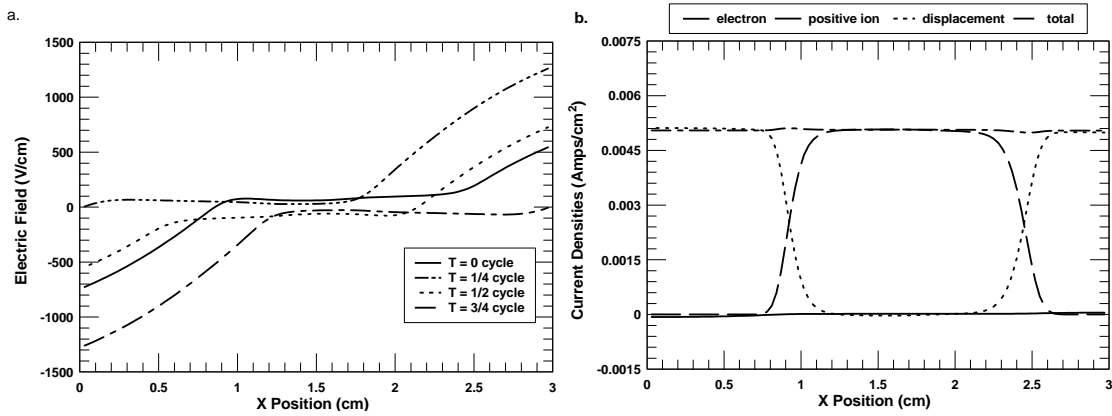 a.
1500
1000
500
0
-500
-1000
-1500
Electric Field (V/cm)
0 0.5 1 1.5 2 2.5 3
X Position (cm)
T = 0 cycle
T = 1/4 cycle
T = 1/2 cycle
T = 3/4 cycle
b.
electron positive ion displacement total
0.0075
0.006
0.0045
0.003
0.0015
0
-0.0015
Current Densities (Amps/cm²)
0 0.5 1 1.5 2 2.5 3
X Position (cm)